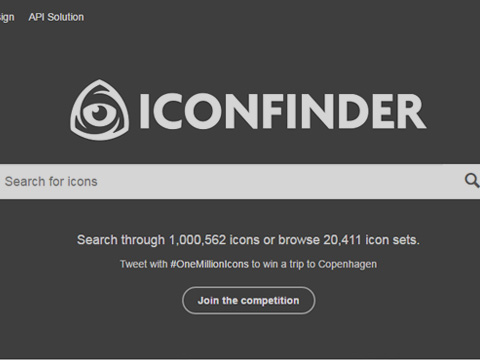 API Solution
ICONFINDER
Search for icons
Search through 1,000,562 icons or browse 20,411 icon sets.
Tweet with #OneMillionIcons to win a trip to Copenhagen
Join the competition